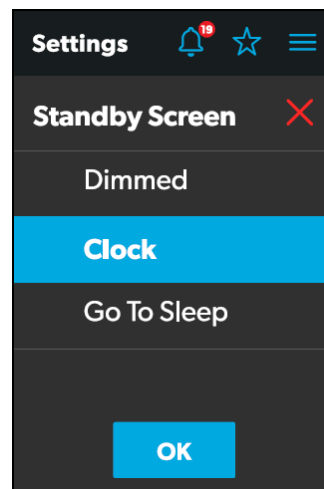 Settings 19
Standby Screen
Dimmed
Clock
Go To Sleep
OK